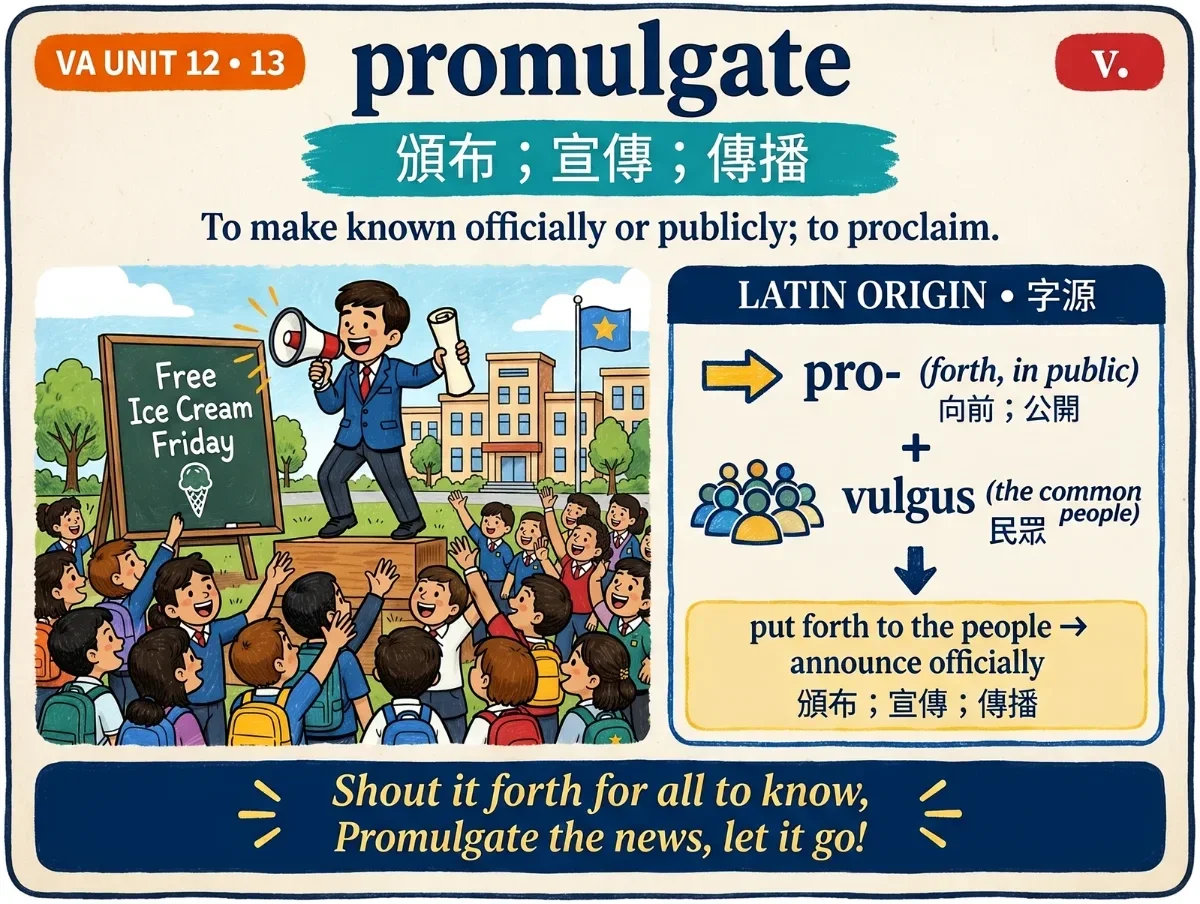 VA UNIT 12 • 13
promulgate
v.
頒布；宣傳；傳播
To make known officially or publicly; to proclaim.
Free
Ice Cream
Friday
LATIN ORIGIN • 字源
pro- (forth, in public)
向前；公開
+
vulgus (the common
people)
民眾
put forth to the people →
announce officially
頒布；宣傳；傳播
Shout it forth for all to know,
Promulgate the news, let it go!